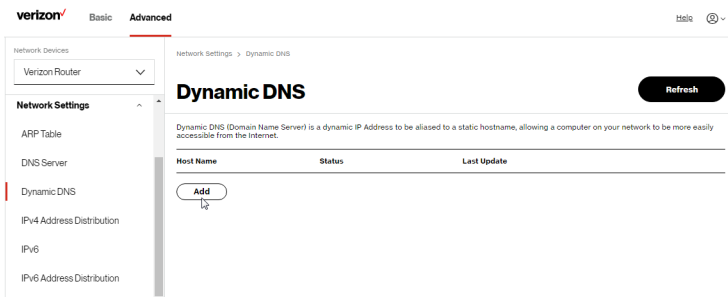 verizon
Basic
Advanced
Help
Network Devices
Verizon Router
Network Settings
ARP Table
DNS Server
Dynamic DNS
IPv4 Address Distribution
IPv6
IPv6 Address Distribution
Network Settings > Dynamic DNS
Dynamic DNS
Refresh
Dynamic DNS (Domain Name Server) is a dynamic IP Address to be aliased to a static hostname, allowing a computer on your network to be more easily
accessible from the Internet.
Host Name Status Last Update
Add